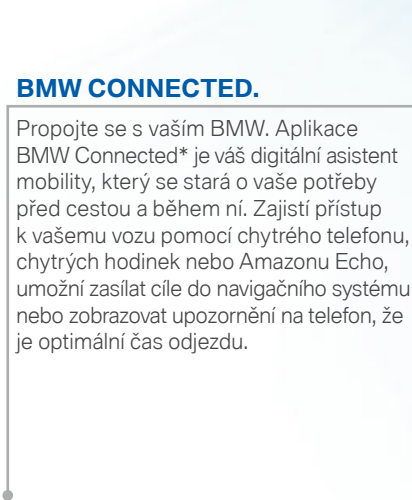 BMW CONNECTED.
Propojte se s vaším BMW. Aplikace
BMW Connected* je váš digitální asistent
mobility, který se stará o vaše potřeby
před cestou a během ní. Zajistí přístup
k vašemu vozu pomocí chytrého telefonu,
chytrých hodinek nebo Amazonu Echo,
umožní zasílat cíle do navigačního systému
nebo zobrazovat upozornění na telefon, že
je optimální čas odjezdu.